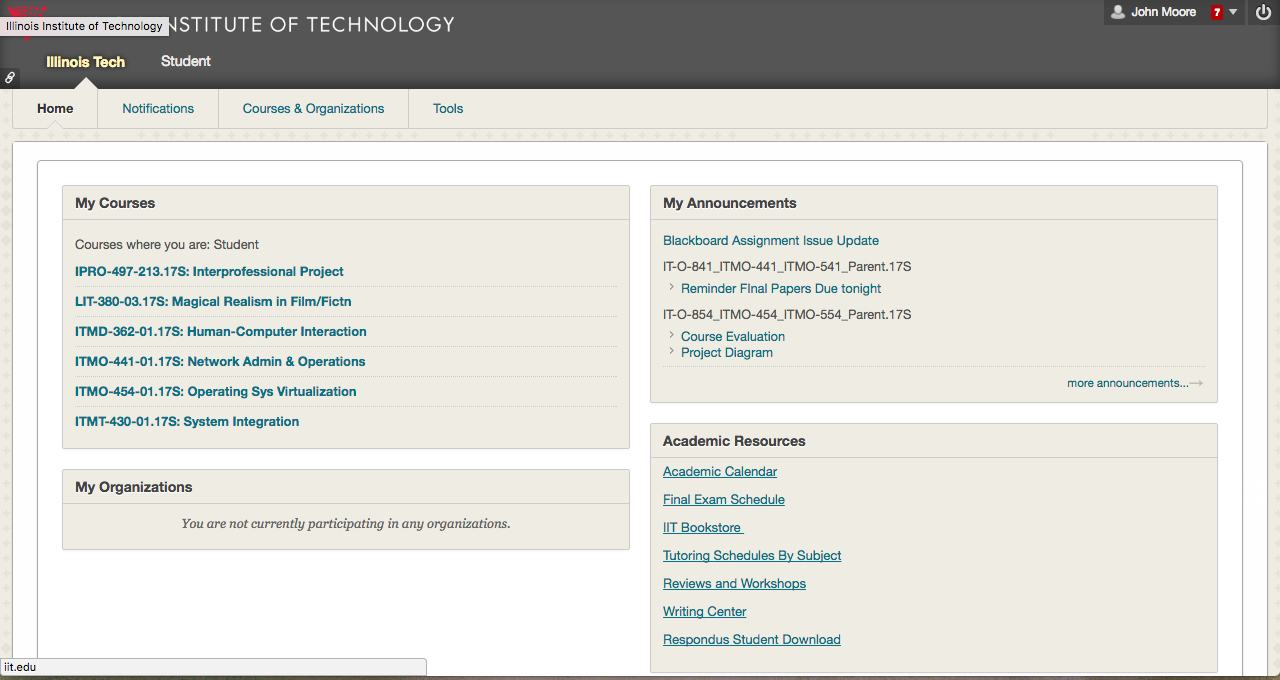 Illinois Institute of Technology
NSTITUTE OF TECHNOLOGY
John Moore 7
Illinois Tech Student
Home Notifications Courses & Organizations Tools
My Courses
Courses where you are: Student
IPRO-497-213.17S: Interprofessional Project
LIT-380-03.17S: Magical Realism in Film/Fictn
ITMD-362-01.17S: Human-Computer Interaction
ITMO-441-01.17S: Network Admin & Operations
ITMO-454-01.17S: Operating Sys Virtualization
ITMT-430-01.17S: System Integration
My Organizations
You are not currently participating in any organizations.
My Announcements
Blackboard Assignment Issue Update
IT-O-841_ITMO-441_ITMO-541_Parent.17S
Reminder FInal Papers Due tonight
IT-O-854_ITMO-454_ITMO-554_Parent.17S
Course Evaluation
Project Diagram
more announcements...→
Academic Resources
Academic Calendar
Final Exam Schedule
IIT Bookstore
Tutoring Schedules By Subject
Reviews and Workshops
Writing Center
Respondus Student Download
iit.edu